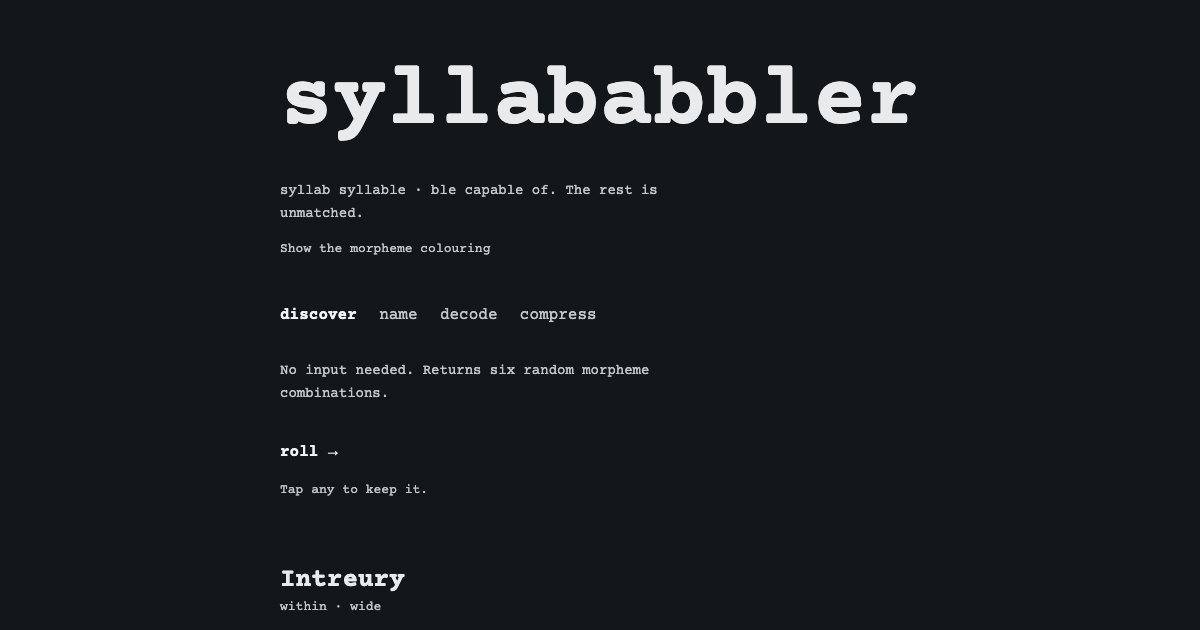 syllababbler
syllab syllable · ble capable of. The rest is
unmatched.
Show the morpheme colouring
discover name decode compress
No input needed. Returns six random morpheme
combinations.
roll →
Tap any to keep it.
Intreury
within · wide